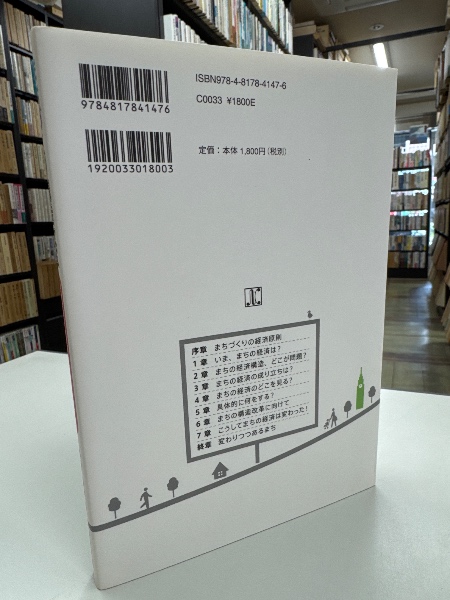 ISBN978-4-8178-4147-6
C0033 ¥1800E
9784817841476
定価：本体1,800円（税別）
1920033018003
序章 まちづくりの経済原則
1章 いま、まちの経済は？
2章 まちの経済構造、どこが問題？
3章 まちの経済の成り立ちは？
4章 まちの経済のどこを見る？
5章 具体的に何をする？
6章 まちの構造改革に向けて
7章 こうしてまちの経済は変わった！
終章 変わりつつあるまち